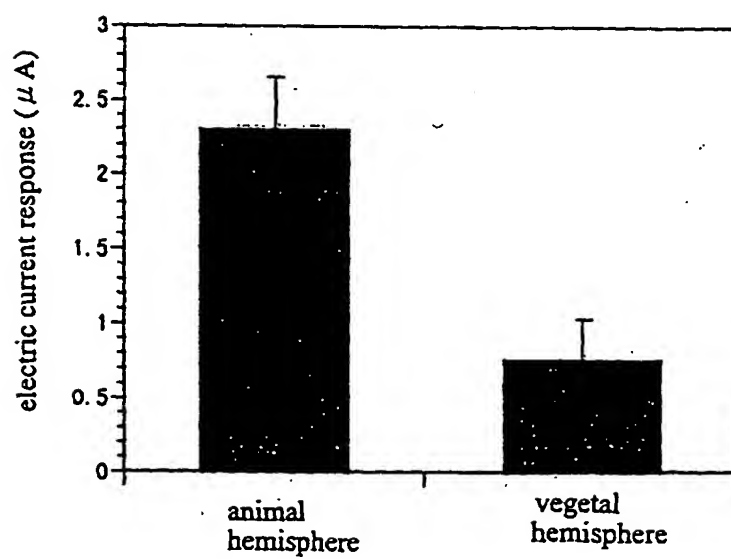 electric current response (μA)
3
2.5
2
1.5
1
0.5
0
animal
hemisphere
vegetal
hemisphere